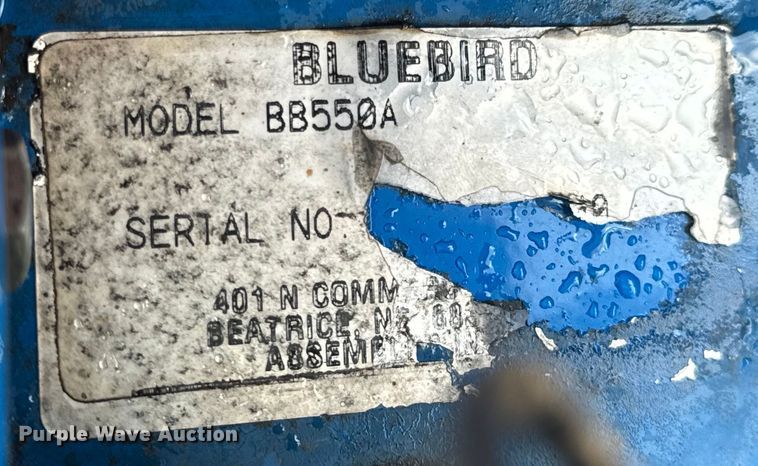 BLUEBIRD
MODEL BB550A
SERIAL NO
401 N COMM
BEATRICE, NE
ASSEM
Purple Wave Auction